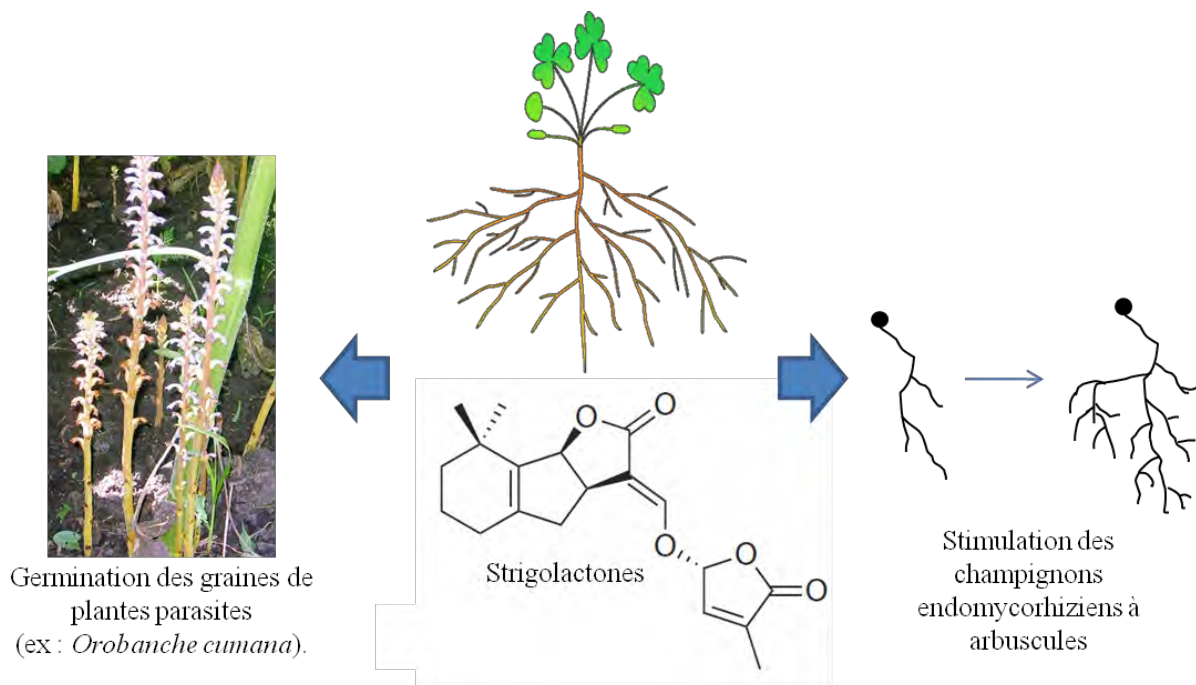 Germination des graines de
plantes parasites
(ex : Orobanche cumana).
O
O
O
O
O
Strigolactones
Stimulation des
champignons
endomycorhiziens à
arbuscules